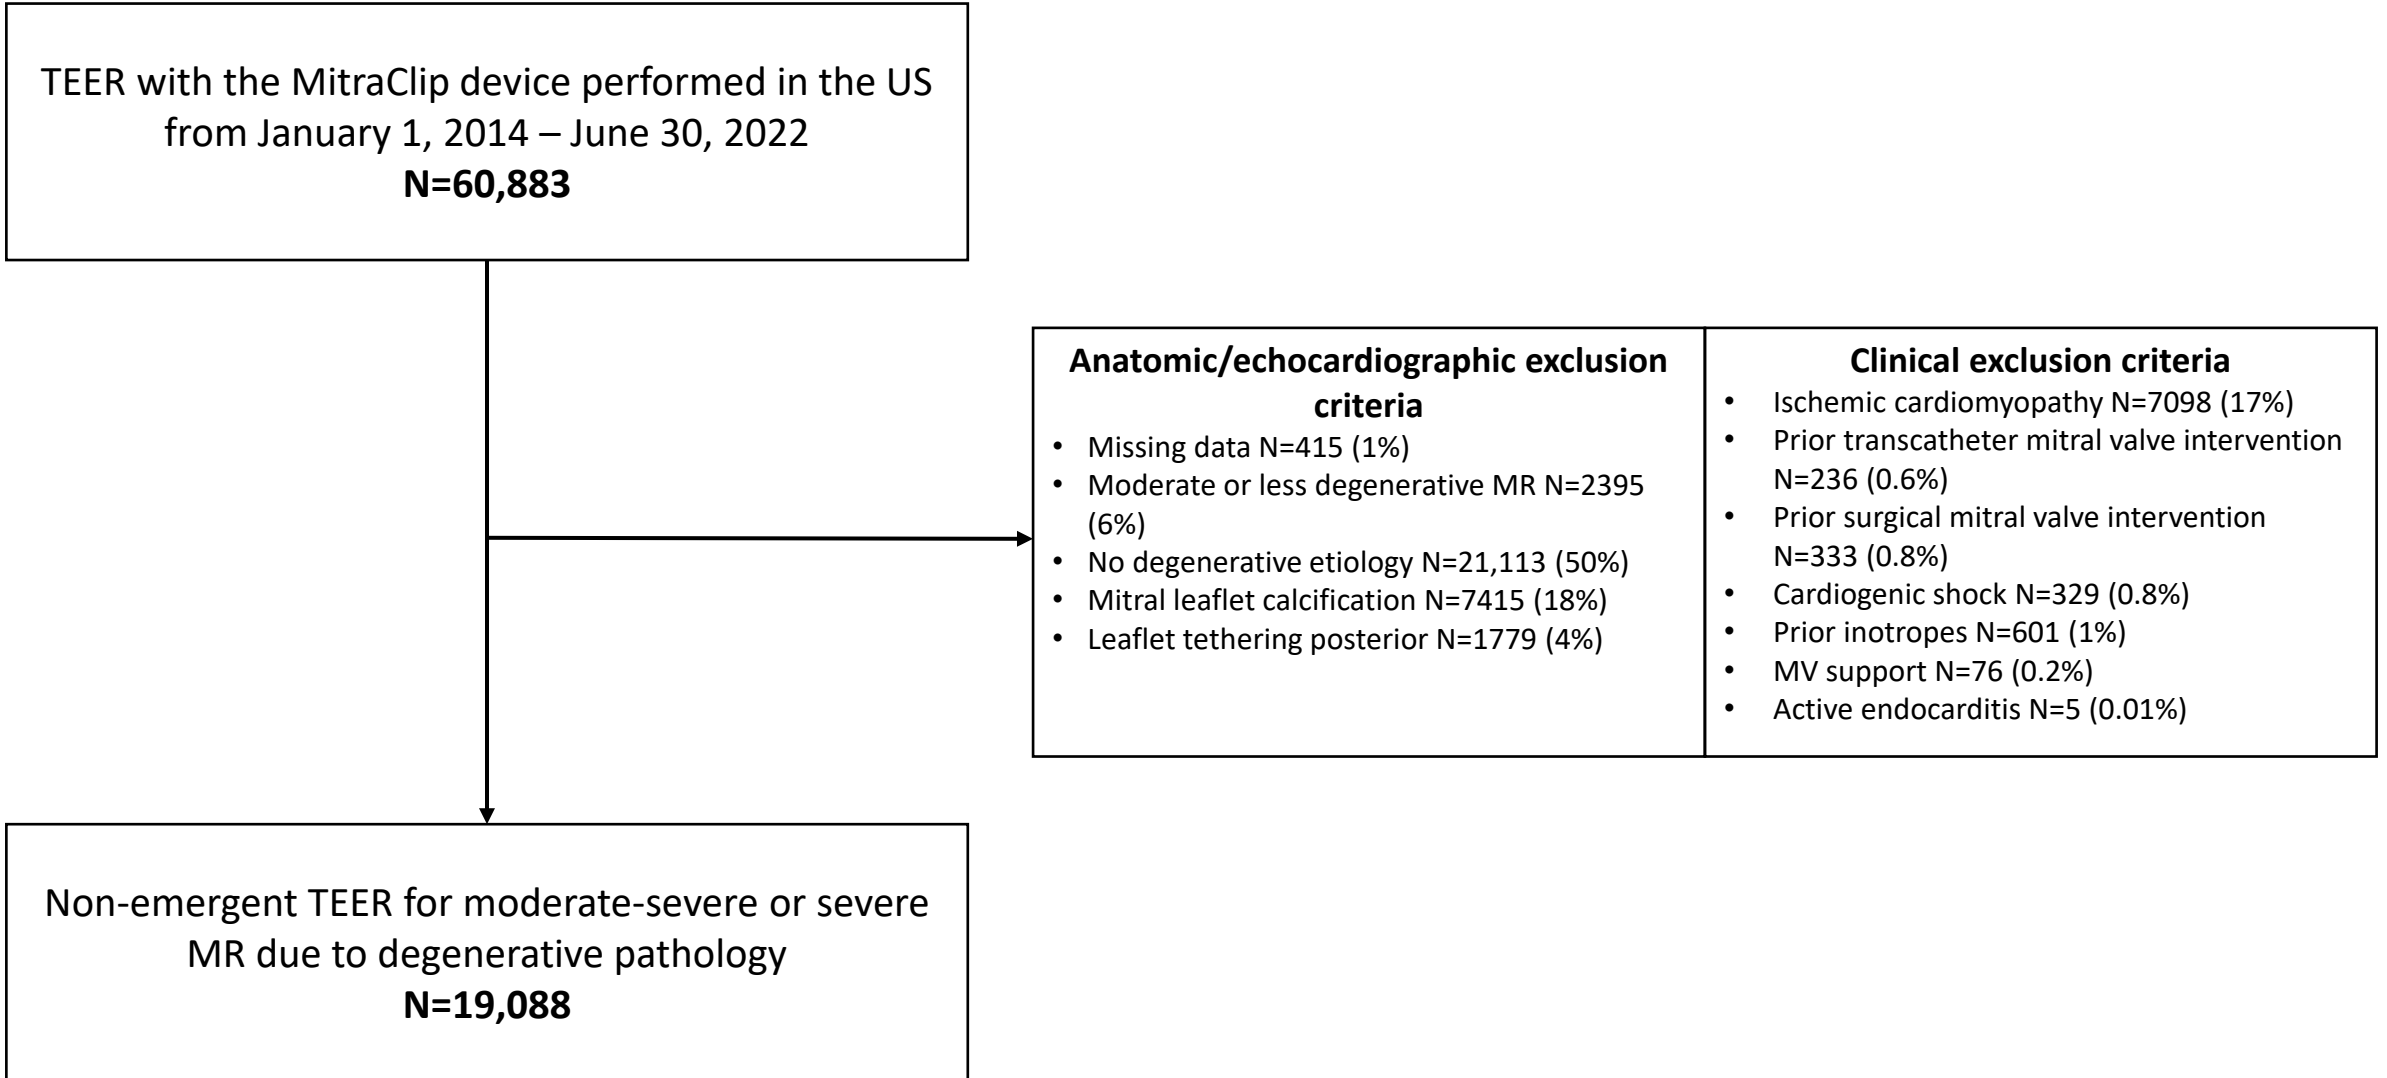 TEER with the MitraClip device performed in the US
from January 1, 2014 – June 30, 2022
N=60,883
Anatomic/echocardiographic exclusion
criteria
• Missing data N=415 (1%)
• Moderate or less degenerative MR N=2395
(6%)
• No degenerative etiology N=21,113 (50%)
• Mitral leaflet calcification N=7415 (18%)
• Leaflet tethering posterior N=1779 (4%)
Clinical exclusion criteria
• Ischemic cardiomyopathy N=7098 (17%)
• Prior transcatheter mitral valve intervention
N=236 (0.6%)
• Prior surgical mitral valve intervention
N=333 (0.8%)
• Cardiogenic shock N=329 (0.8%)
• Prior inotropes N=601 (1%)
• MV support N=76 (0.2%)
• Active endocarditis N=5 (0.01%)
Non-emergent TEER for moderate-severe or severe
MR due to degenerative pathology
N=19,088